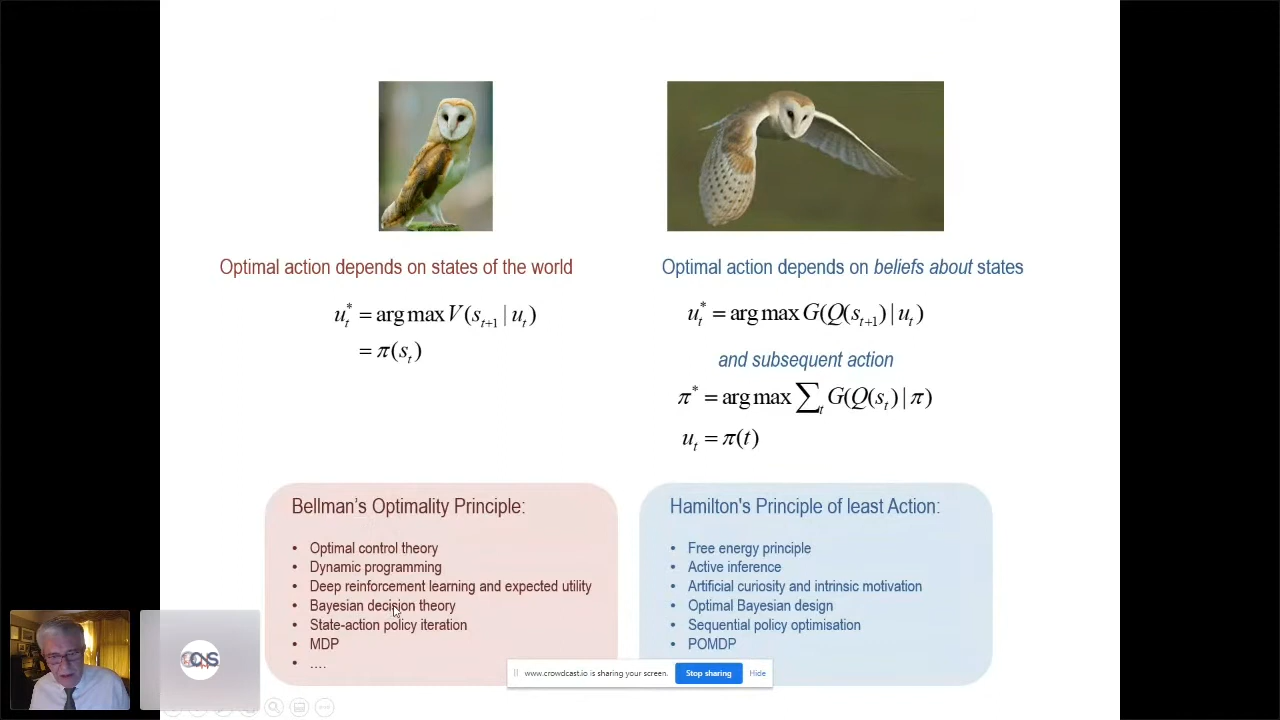 Optimal action depends on states of the world
u*t = arg max V(st+1 | ut)
= π(st)
Optimal action depends on beliefs about states
u*t = arg max G(Q(st+1) | ut)
and subsequent action
π* = arg max ∑t G(Q(st) | π)
ut = π(t)
Bellman's Optimality Principle:
• Optimal control theory
• Dynamic programming
• Deep reinforcement learning and expected utility
• Bayesian decision theory
• State-action policy iteration
• MDP
• ....
Hamilton's Principle of least Action:
• Free energy principle
• Active inference
• Artificial curiosity and intrinsic motivation
• Optimal Bayesian design
• Sequential policy optimisation
• POMDP
www.crowdcast.io is sharing your screen.
Stop sharing
Hide